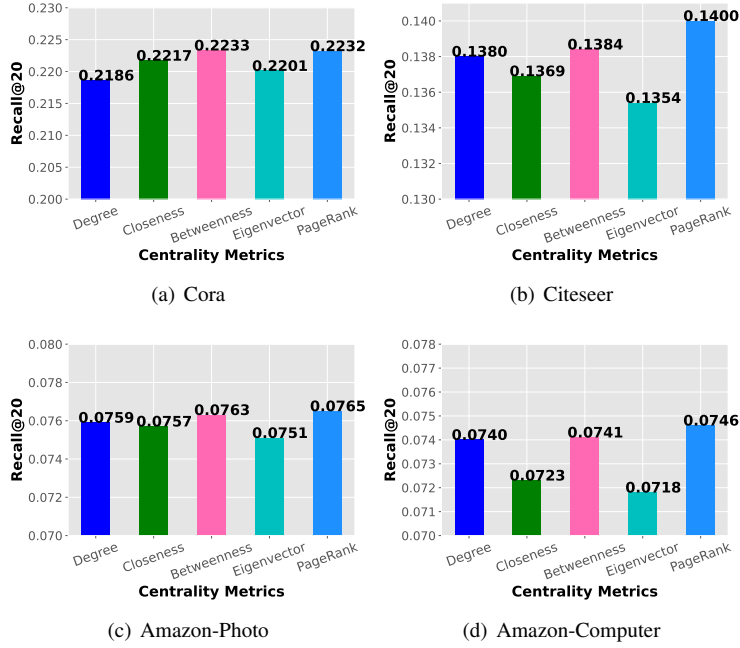 0.230
0.225
0.220
0.215
0.210
0.205
0.200
Recall@20
0.2186
0.2217
0.2233
0.2201
0.2232
Degree
Closeness
Betweenness
Eigenvector
PageRank
Centrality Metrics
(a) Cora
0.140
0.138
0.136
0.134
0.132
0.130
Recall@20
0.1380
0.1369
0.1384
0.1354
0.1400
Degree
Closeness
Betweenness
Eigenvector
PageRank
Centrality Metrics
(b) Citeseer
0.080
0.078
0.076
0.074
0.072
0.070
Recall@20
0.0759
0.0757
0.0763
0.0751
0.0765
Degree
Closeness
Betweenness
Eigenvector
PageRank
Centrality Metrics
(c) Amazon-Photo
0.078
0.077
0.076
0.075
0.074
0.073
0.072
0.071
0.070
Recall@20
0.0740
0.0723
0.0741
0.0718
0.0746
Degree
Closeness
Betweenness
Eigenvector
PageRank
Centrality Metrics
(d) Amazon-Computer